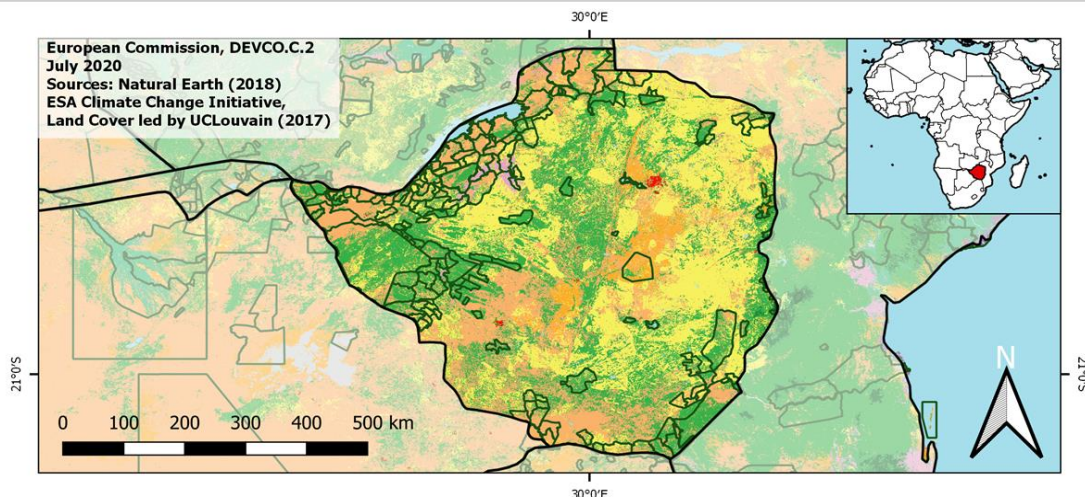 30°0'E
European Commission, DEVCO.C.2
July 2020
Sources: Natural Earth (2018)
ESA Climate Change Initiative,
Land Cover led by UCLouvain (2017)
21°0'S
21°0'S
N
0 100 200 300 400 500 km
30°0'E